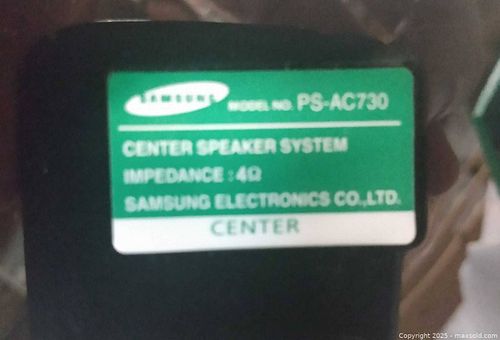 SAMSUNG MODEL NO. PS-AC730
CENTER SPEAKER SYSTEM
IMPEDANCE : 4Ω
SAMSUNG ELECTRONICS CO.,LTD.
CENTER
Copyright © 2025 - maxsold.com